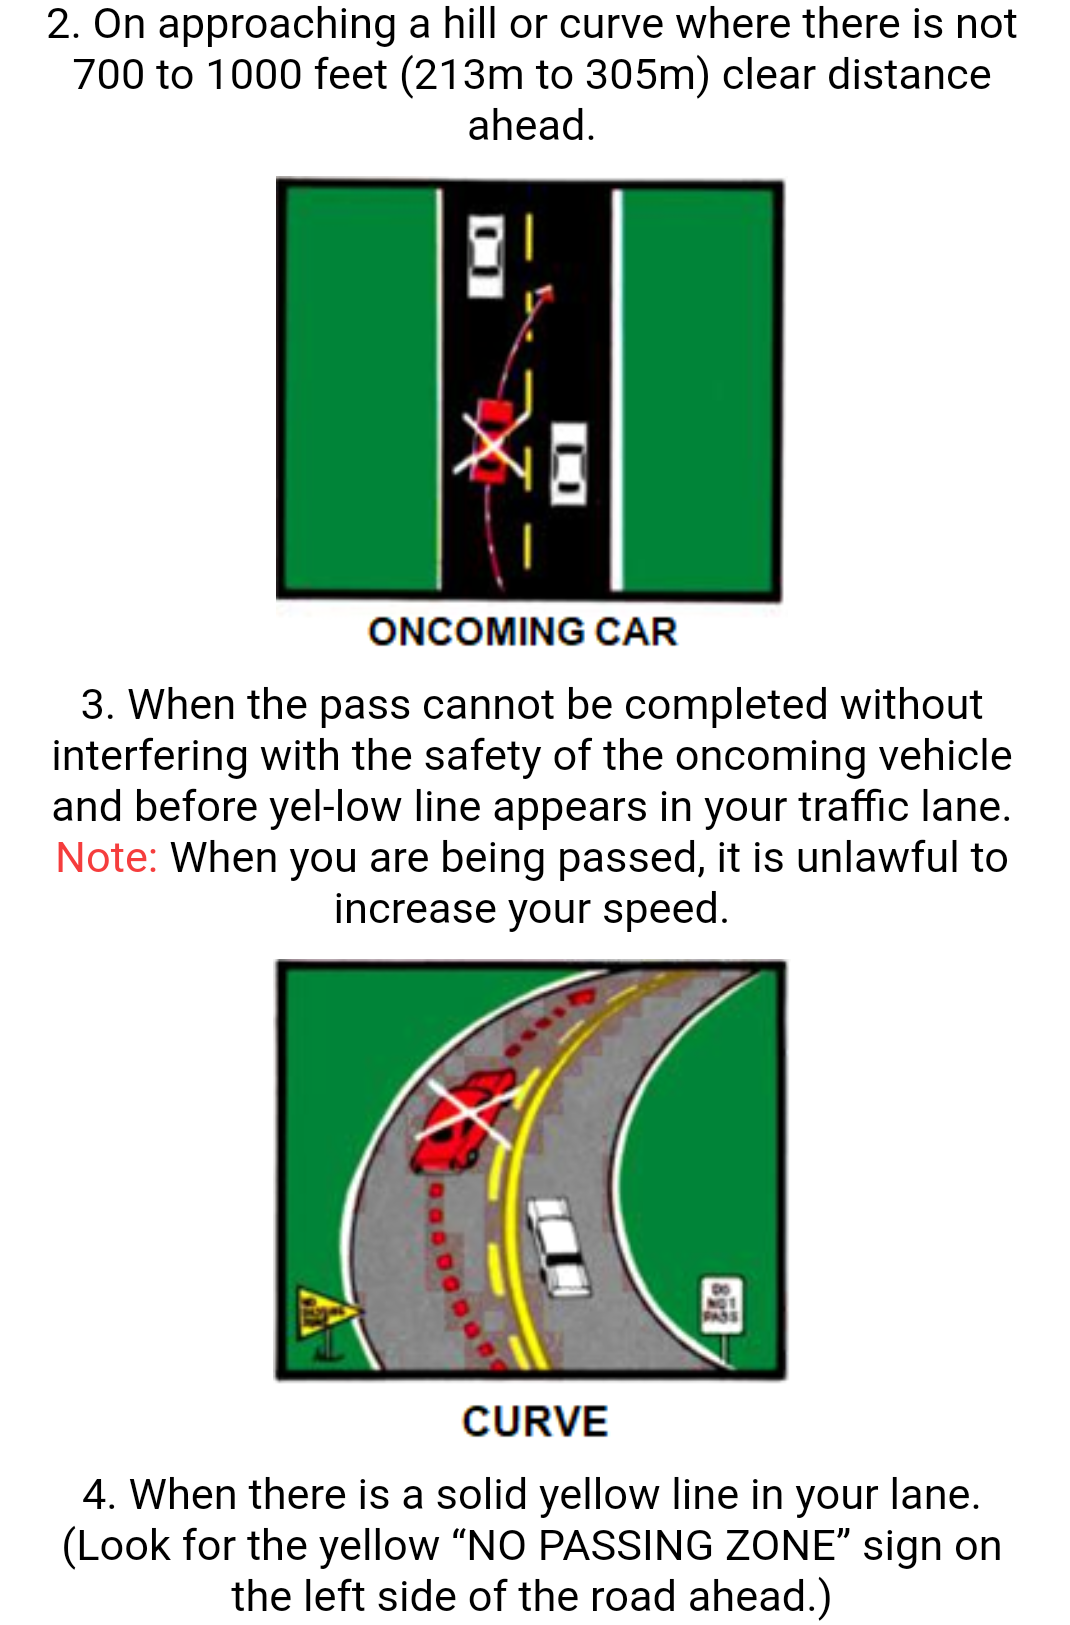 2. On approaching a hill or curve where there is not
700 to 1000 feet (213m to 305m) clear distance
ahead.
ONCOMING CAR
3. When the pass cannot be completed without
interfering with the safety of the oncoming vehicle
and before yel-low line appears in your traffic lane.
Note: When you are being passed, it is unlawful to
increase your speed.
NO
PASSING
ZONE
DO
NOT
PASS
CURVE
4. When there is a solid yellow line in your lane.
(Look for the yellow “NO PASSING ZONE” sign on
the left side of the road ahead.)